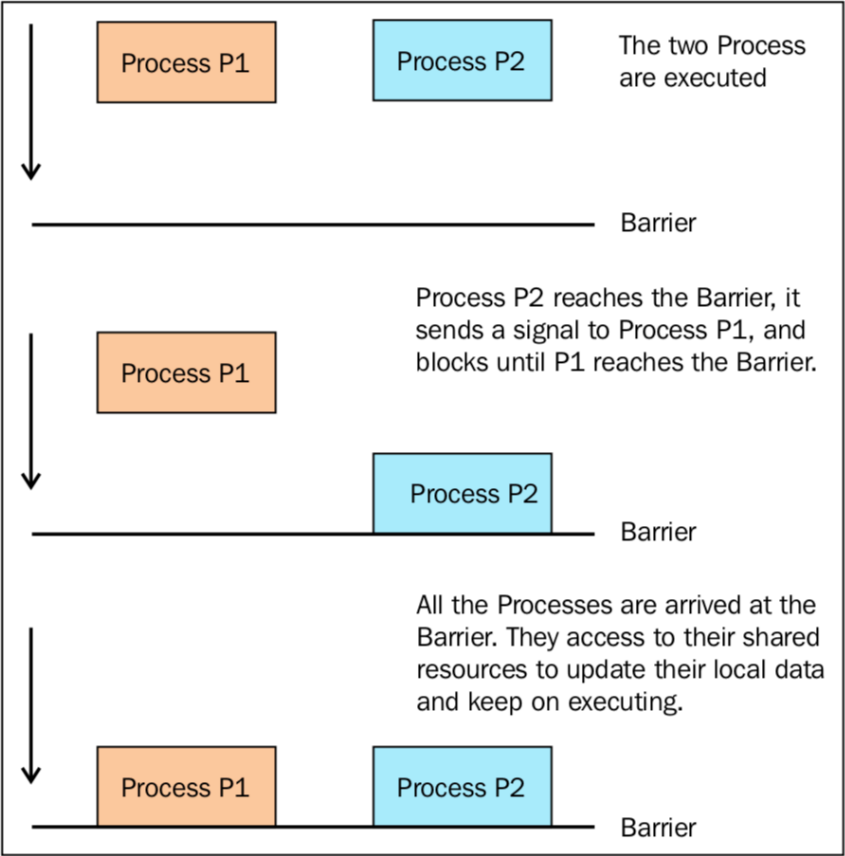 Process P1
Process P2
The two Process
are executed
Barrier
Process P2 reaches the Barrier, it
sends a signal to Process P1, and
blocks until P1 reaches the Barrier.
Process P1
Process P2
Barrier
All the Processes are arrived at the
Barrier. They access to their shared
resources to update their local data
and keep on executing.
Process P1
Process P2
Barrier